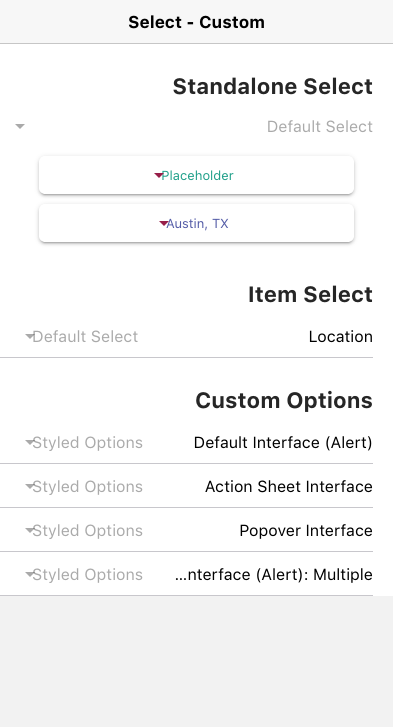 Select - Custom
Standalone Select
Default Select
Placeholder
Austin, TX
Item Select
Location Default Select
Custom Options
Default Interface (Alert) Styled Options
Action Sheet Interface Styled Options
Popover Interface Styled Options
...nterface (Alert): Multiple Styled Options